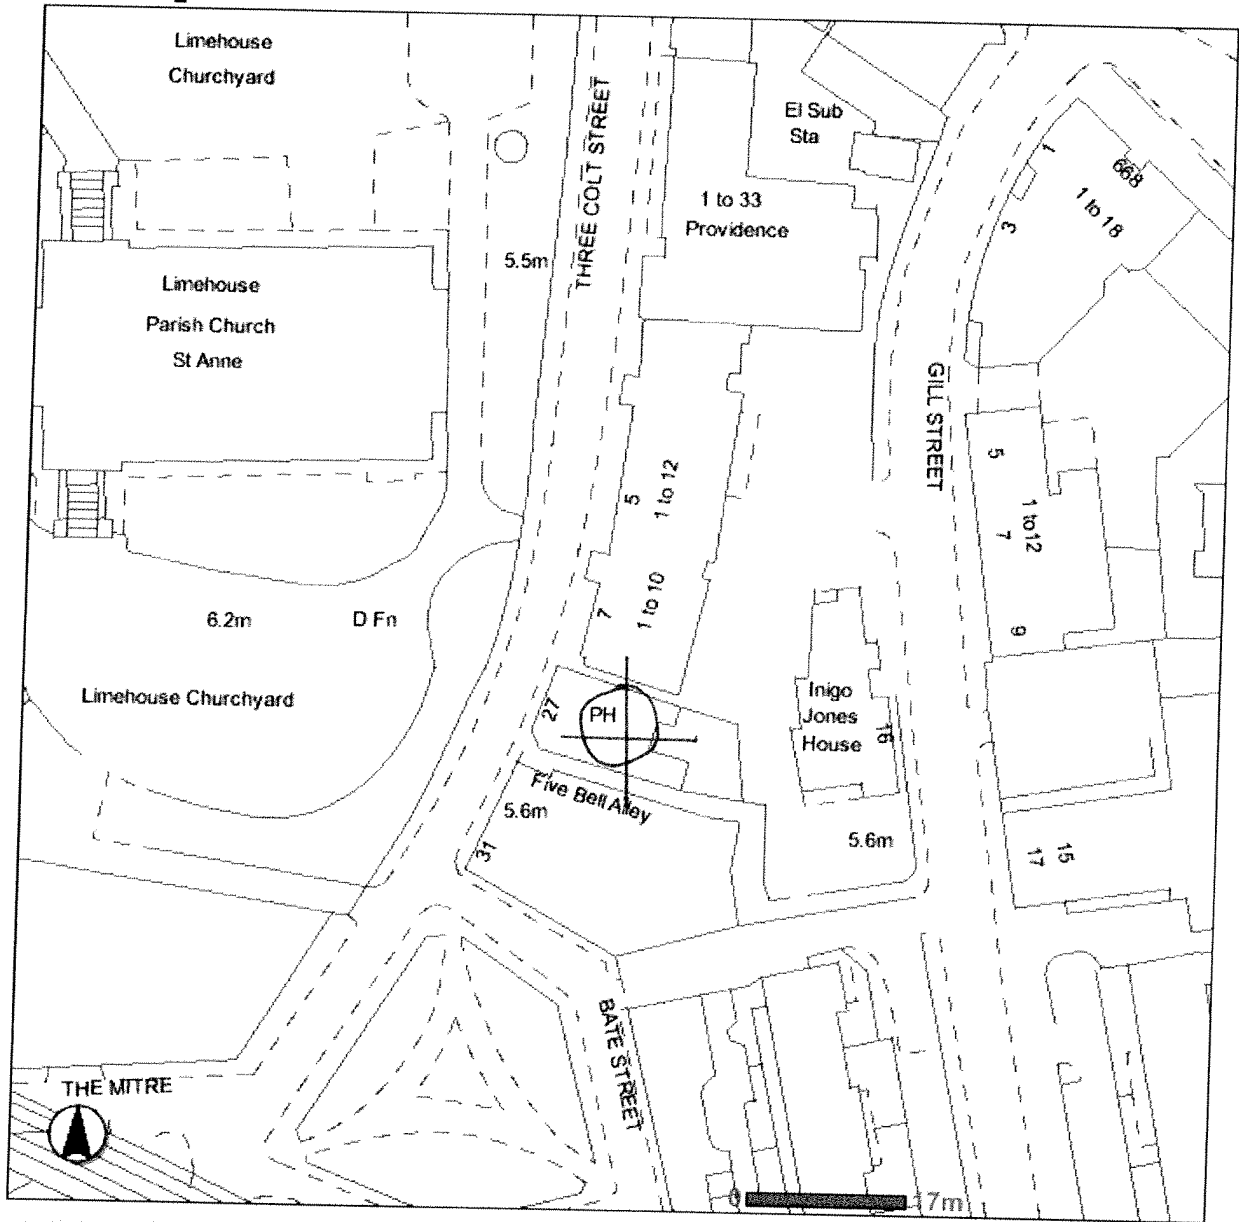 Limehouse
Churchyard
THREE COLT STREET
El Sub
Sta
1
668
1 to 18
3
1 to 33
Providence
5.5m
Limehouse
Parish Church
St Anne
GILL STREET
5
1 to 12
5
7
1 to 12
9
7
1 to 10
6.2m
D Fn
Limehouse Churchyard
27
PH
Inigo
Jones
House
16
Five Bell Alley
5.6m
31
5.6m
17
15
BATE STREET
THE MITRE
0
17m